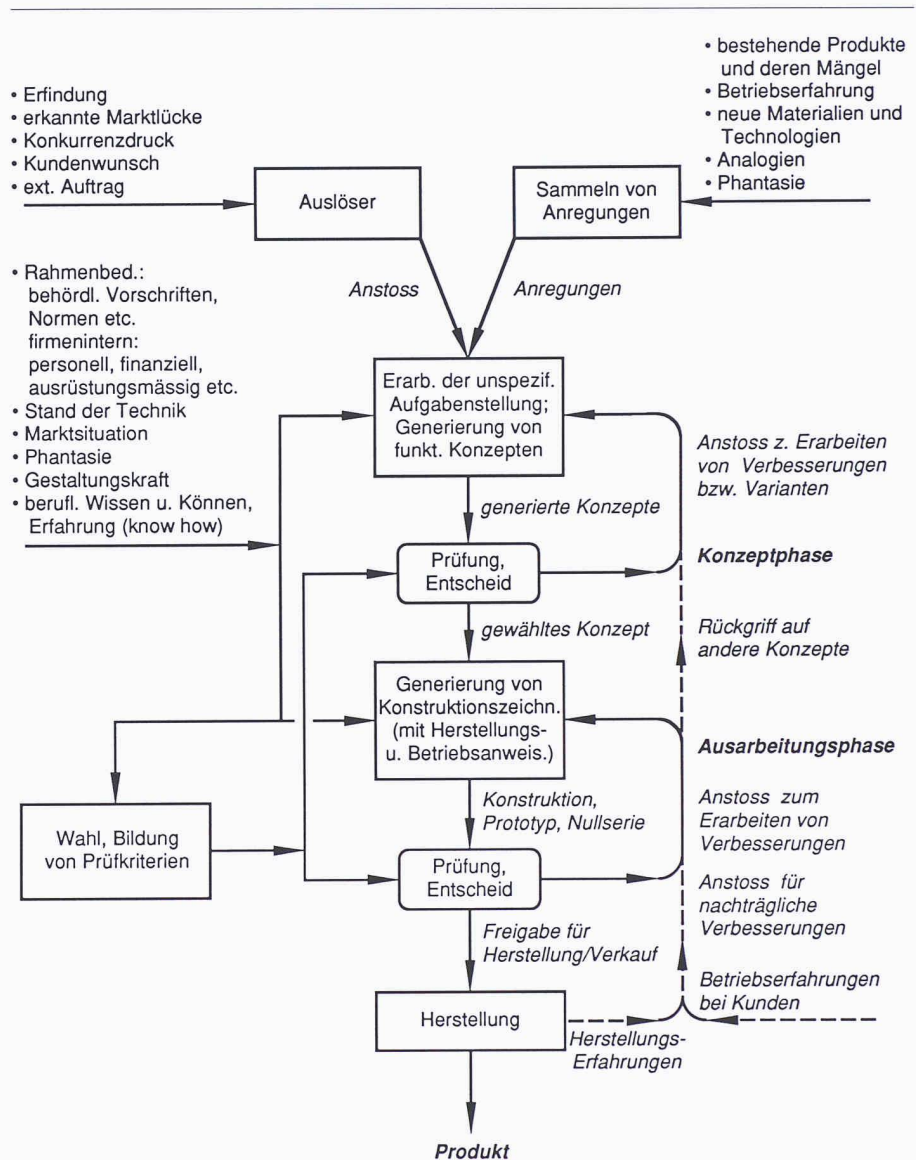 • bestehende Produkte
und deren Mängel
• Betriebserfahrung
• neue Materialien und
Technologien
• Analogien
• Phantasie
• Erfindung
• erkannte Marktlücke
• Konkurrenzdruck
• Kundenwunsch
• ext. Auftrag
Auslöser
Sammeln von
Anregungen
Anstoss
Anregungen
• Rahmenbed.:
behördl. Vorschriften,
Normen etc.
firmenintern:
personell, finanziell,
ausrüstungsmässig etc.
• Stand der Technik
• Marktsituation
• Phantasie
• Gestaltungskraft
• berufl. Wissen u. Können,
Erfahrung (know how)
Erarb. der unspezif.
Aufgabenstellung;
Generierung von
funkt. Konzepten
Anstoss z. Erarbeiten
von Verbesserungen
bzw. Varianten
generierte Konzepte
Prüfung,
Entscheid
Konzeptphase
gewähltes Konzept
Rückgriff auf
andere Konzepte
Generierung von
Konstruktionszeichn.
(mit Herstellungs-
u. Betriebsanweis.)
Ausarbeitungsphase
Konstruktion,
Prototyp, Nullserie
Anstoss zum
Erarbeiten von
Verbesserungen
Wahl, Bildung
von Prüfkriterien
Prüfung,
Entscheid
Anstoss für
nachträgliche
Verbesserungen
Freigabe für
Herstellung/Verkauf
Betriebserfahrungen
bei Kunden
Herstellung
Herstellungs-
Erfahrungen
Produkt